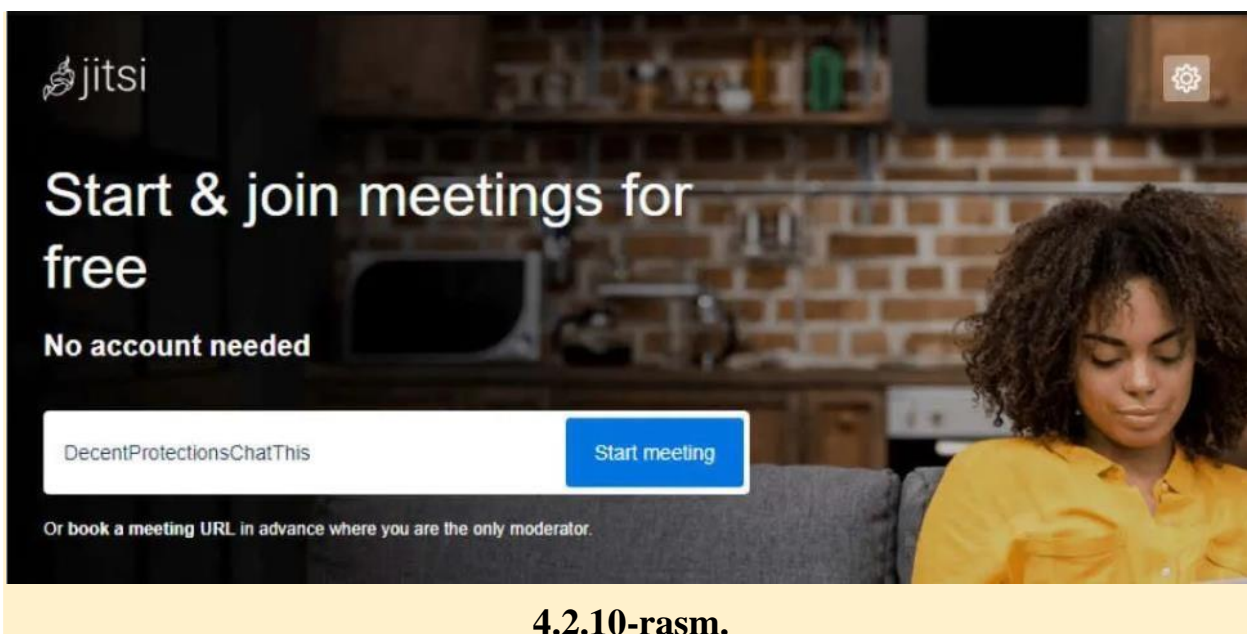 jitsi
Start & join meetings for
free
No account needed
DecentProtectionsChatThis
Start meeting
Or book a meeting URL in advance where you are the only moderator.
4.2.10-rasm.